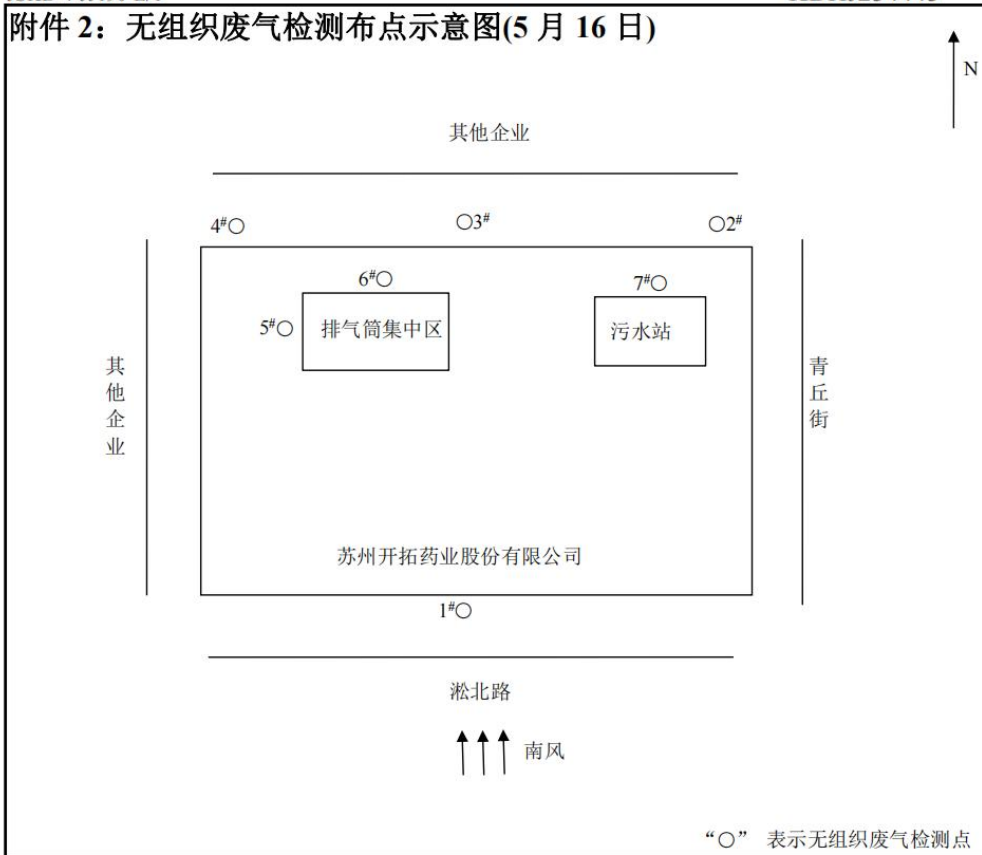 附件 2：无组织废气检测布点示意图(5 月 16 日)
N
其他企业
4#○
○3#
○2#
6#○
7#○
5#○
排气筒集中区
污水站
其他企业
青丘街
苏州开拓药业股份有限公司
1#○
淞北路
南风
“○” 表示无组织废气检测点